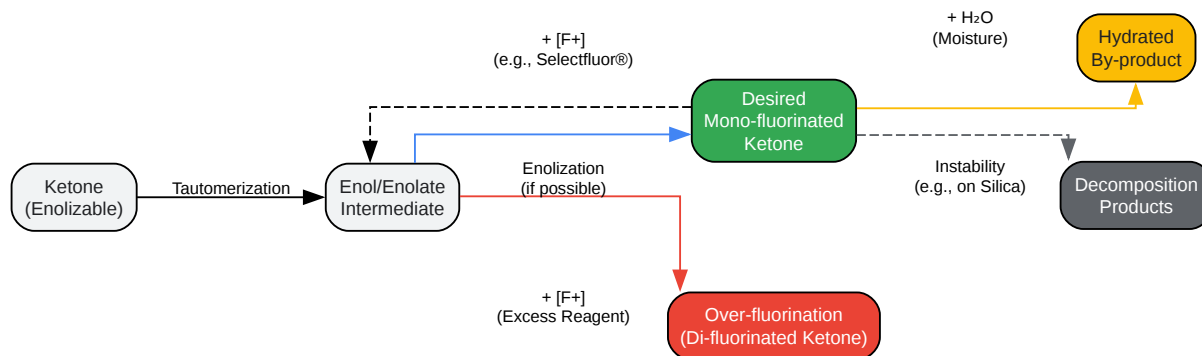 + H₂O
(Moisture)
Hydrated
By-product
+ [F+]
(e.g., Selectfluor®)
Desired
Mono-fluorinated
Ketone
Ketone
(Enolizable)
Tautomerization
Enol/Enolate
Intermediate
Enolization
(if possible)
Instability
(e.g., on Silica)
Decomposition
Products
+ [F+]
(Excess Reagent)
Over-fluorination
(Di-fluorinated Ketone)